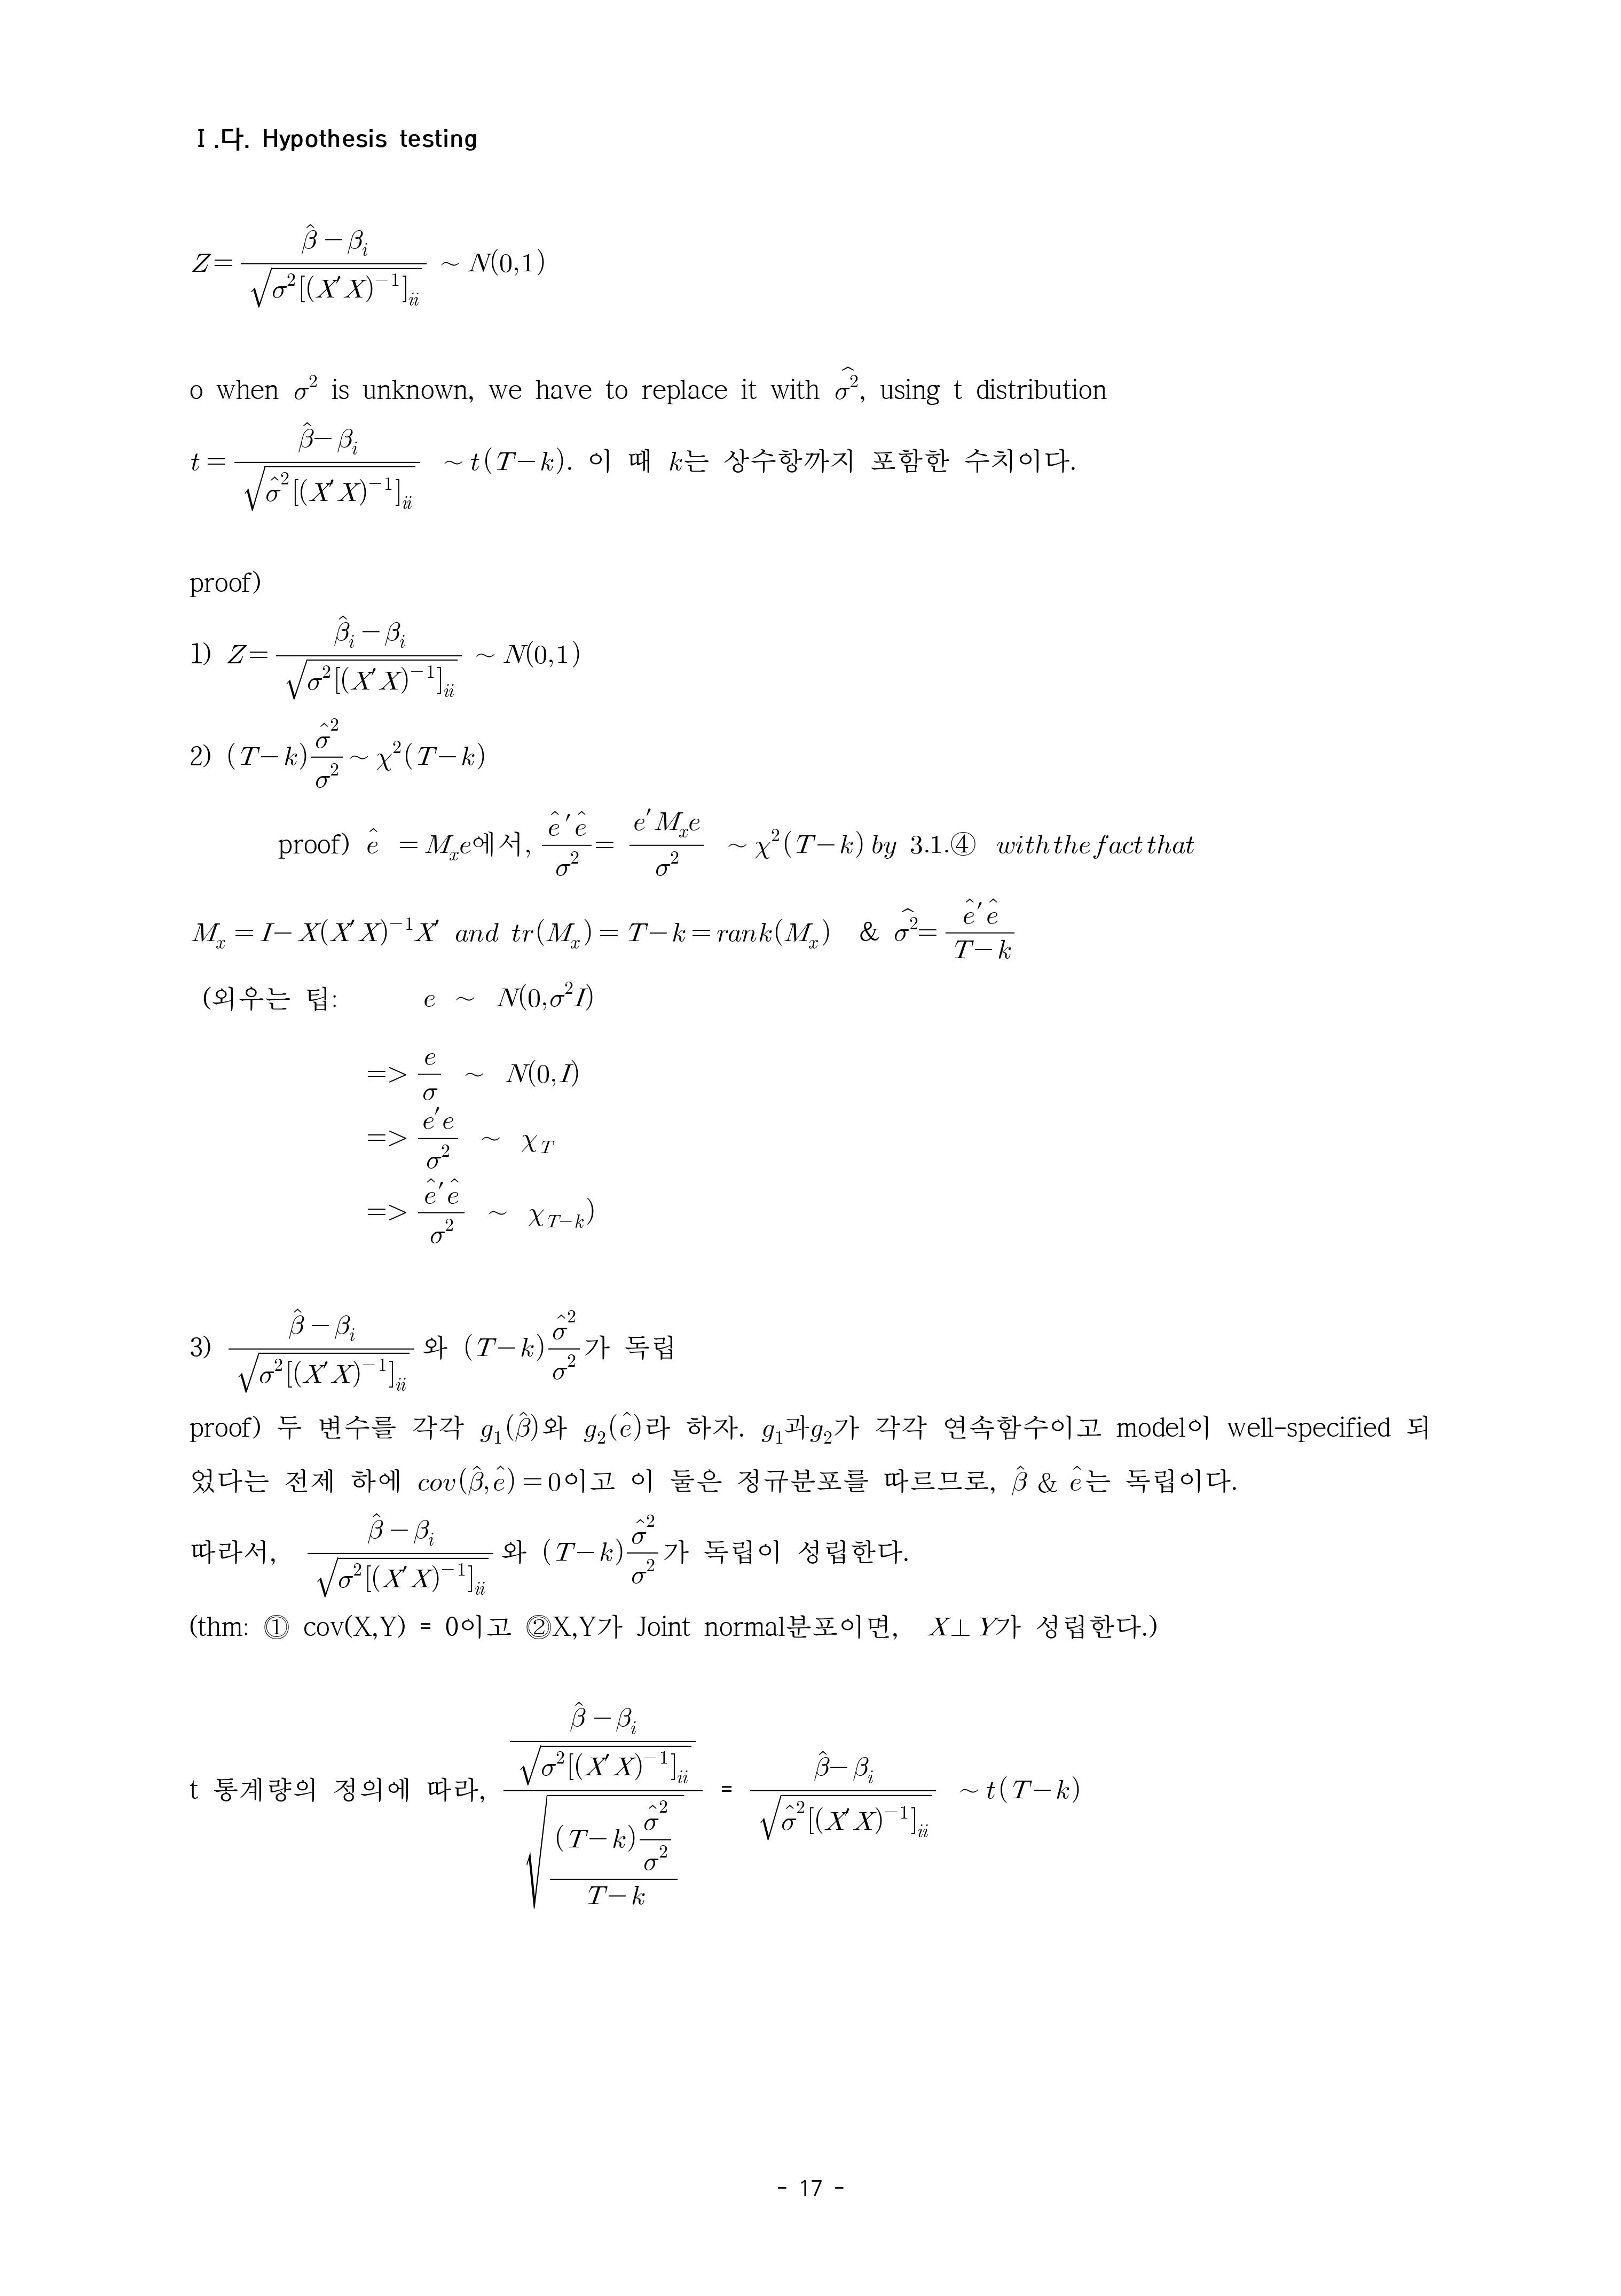 Ⅰ.다. Hypothesis testing
$Z=\frac{\hat{\beta}-\beta_i}{\sqrt{\sigma^2[(X'X)^{-1}]_{ii}}} \sim N(0,1)$
o when $\sigma^2$ is unknown, we have to replace it with $\widehat{\sigma^2}$, using t distribution
$t=\frac{\hat{\beta}-\beta_i}{\sqrt{\hat{\sigma}^2[(X'X)^{-1}]_{ii}}} \sim t(T-k)$. 이 때 $k$는 상수항까지 포함한 수치이다.
proof)
1) $Z=\frac{\hat{\beta}_i-\beta_i}{\sqrt{\sigma^2[(X'X)^{-1}]_{ii}}} \sim N(0,1)$
2) $(T-k)\frac{\hat{\sigma}^2}{\sigma^2} \sim \chi^2(T-k)$
proof) $\hat{e} = M_x e$에서, $\frac{\hat{e}'\hat{e}}{\sigma^2} = \frac{e'M_x e}{\sigma^2} \sim \chi^2(T-k)$ by 3.1.④ with the fact that
$M_x = I-X(X'X)^{-1}X'$ and $tr(M_x)=T-k=rank(M_x)$ & $\widehat{\sigma^2}=\frac{\hat{e}'\hat{e}}{T-k}$
(외우는 팁: $e \sim N(0,\sigma^2 I)$
=> $\frac{e}{\sigma} \sim N(0,I)$
=> $\frac{e'e}{\sigma^2} \sim \chi_T$
=> $\frac{\hat{e}'\hat{e}}{\sigma^2} \sim \chi_{T-k}$)
3) $\frac{\hat{\beta}-\beta_i}{\sqrt{\sigma^2[(X'X)^{-1}]_{ii}}}$와 $(T-k)\frac{\hat{\sigma}^2}{\sigma^2}$가 독립
proof) 두 변수를 각각 $g_1(\hat{\beta})$와 $g_2(\hat{e})$라 하자. $g_1$과$g_2$가 각각 연속함수이고 model이 well-specified 되
었다는 전제 하에 $cov(\hat{\beta},\hat{e})=0$이고 이 둘은 정규분포를 따르므로, $\hat{\beta}$ & $\hat{e}$는 독립이다.
따라서, $\frac{\hat{\beta}-\beta_i}{\sqrt{\sigma^2[(X'X)^{-1}]_{ii}}}$와 $(T-k)\frac{\hat{\sigma}^2}{\sigma^2}$가 독립이 성립한다.
(thm: ① cov(X,Y) = 0이고 ②X,Y가 Joint normal분포이면, $X \perp Y$가 성립한다.)
t 통계량의 정의에 따라, $\frac{\frac{\hat{\beta}-\beta_i}{\sqrt{\sigma^2[(X'X)^{-1}]_{ii}}}}{\sqrt{\frac{(T-k)\frac{\hat{\sigma}^2}{\sigma^2}}{T-k}}} = \frac{\hat{\beta}-\beta_i}{\sqrt{\hat{\sigma}^2[(X'X)^{-1}]_{ii}}} \sim t(T-k)$
- 17 -